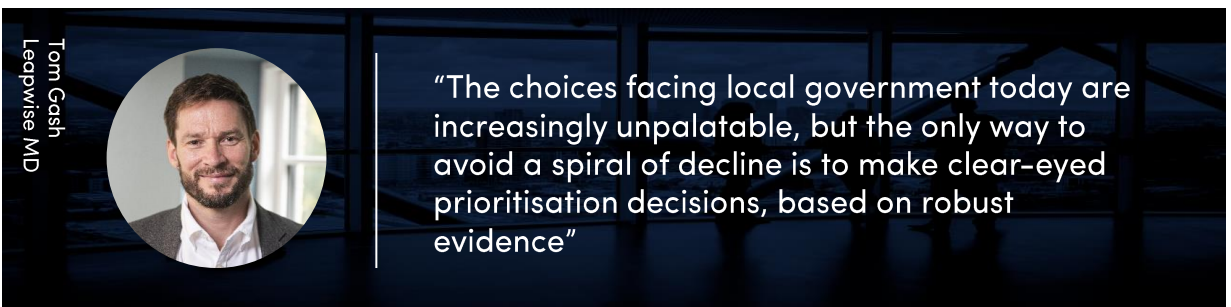 Tom Gash
Leapwise MD
“The choices facing local government today are
increasingly unpalatable, but the only way to
avoid a spiral of decline is to make clear-eyed
prioritisation decisions, based on robust
evidence”